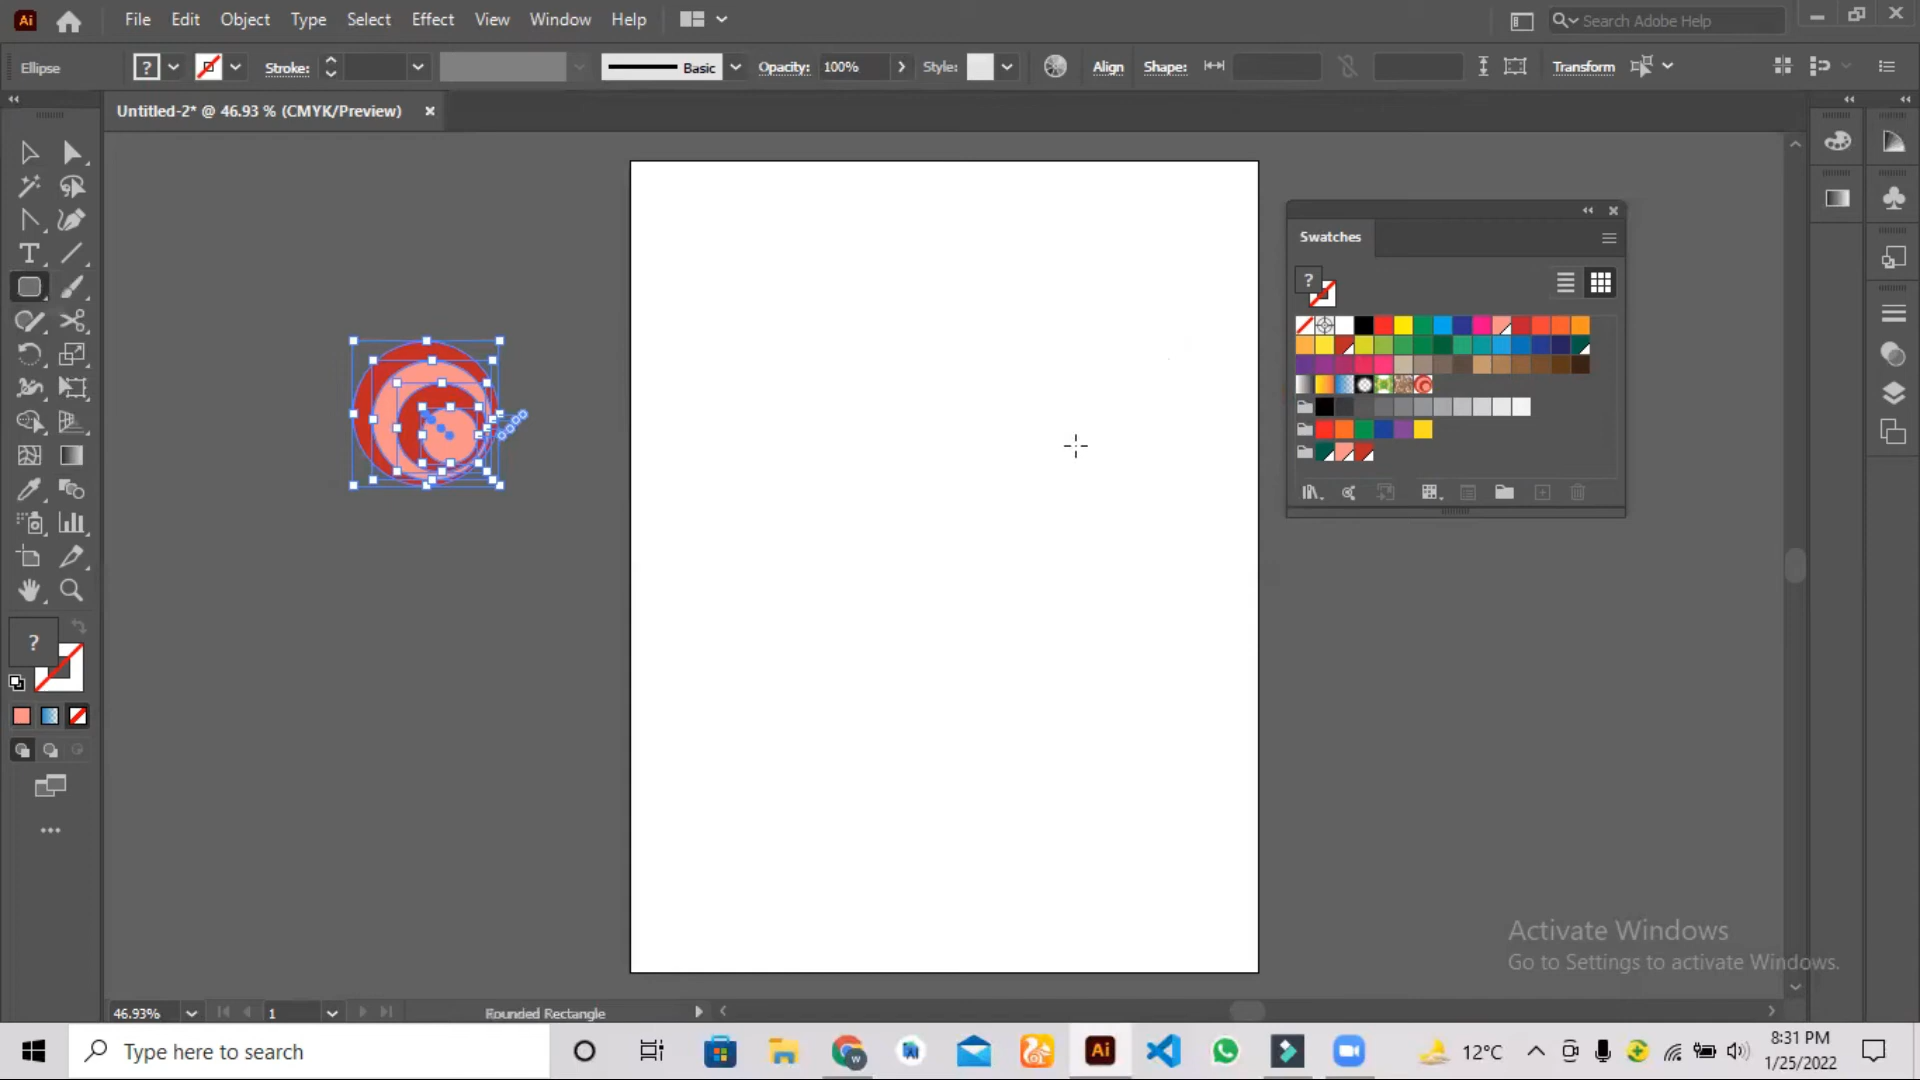 Ai File Edit Object Type Select Effect View Window Help Search Adobe Help
Ellipse ? Stroke: Basic Opacity: 100% Style: Align Shape: Transform
Untitled-2* @ 46.93 % (CMYK/Preview) ×
Swatches
?
T
?
Activate Windows
Go to Settings to activate Windows.
46.93% 1 Rounded Rectangle
Type here to search Ai 12°C 8:31 PM
1/25/2022